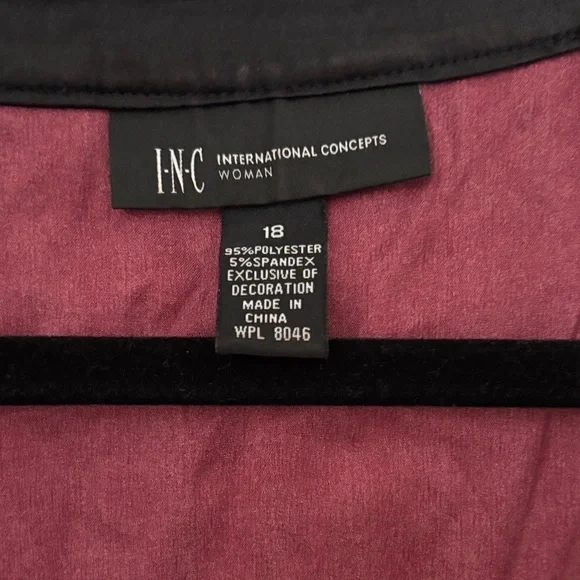 I·N·C INTERNATIONAL CONCEPTS
WOMAN
18
95%POLYESTER
5%SPANDEX
EXCLUSIVE OF
DECORATION
MADE IN
CHINA
WPL 8046